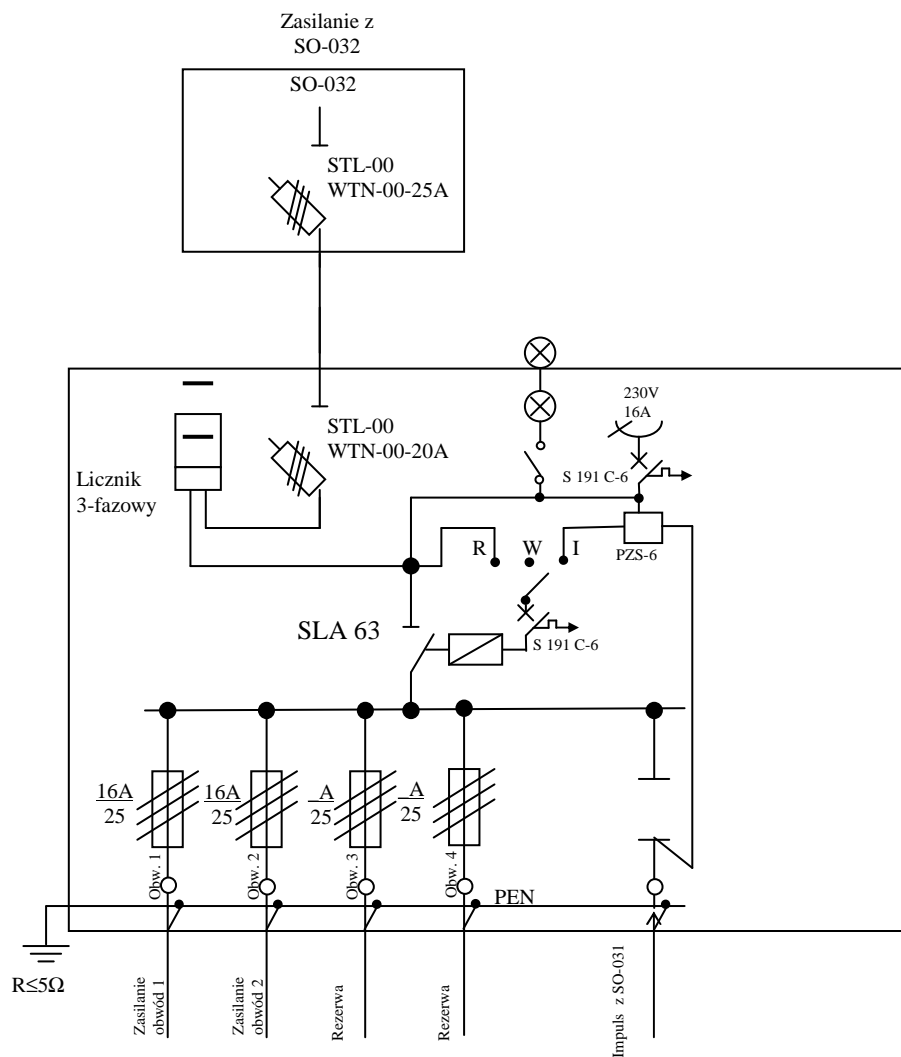 Zasilanie z
SO-032
SO-032
STL-00
WTN-00-25A
230V
16A
STL-00
WTN-00-20A
S 191 C-6
Licznik
3-fazowy
R
W
I
PZS-6
SLA 63
S 191 C-6
16A
25
16A
25
_A
25
_A
25
Obw. 1
Obw. 2
Obw. 3
Obw. 4
PEN
R≤5Ω
Zasilanie
obwód 1
Zasilanie
obwód 2
Rezerwa
Rezerwa
Impuls z SO-031